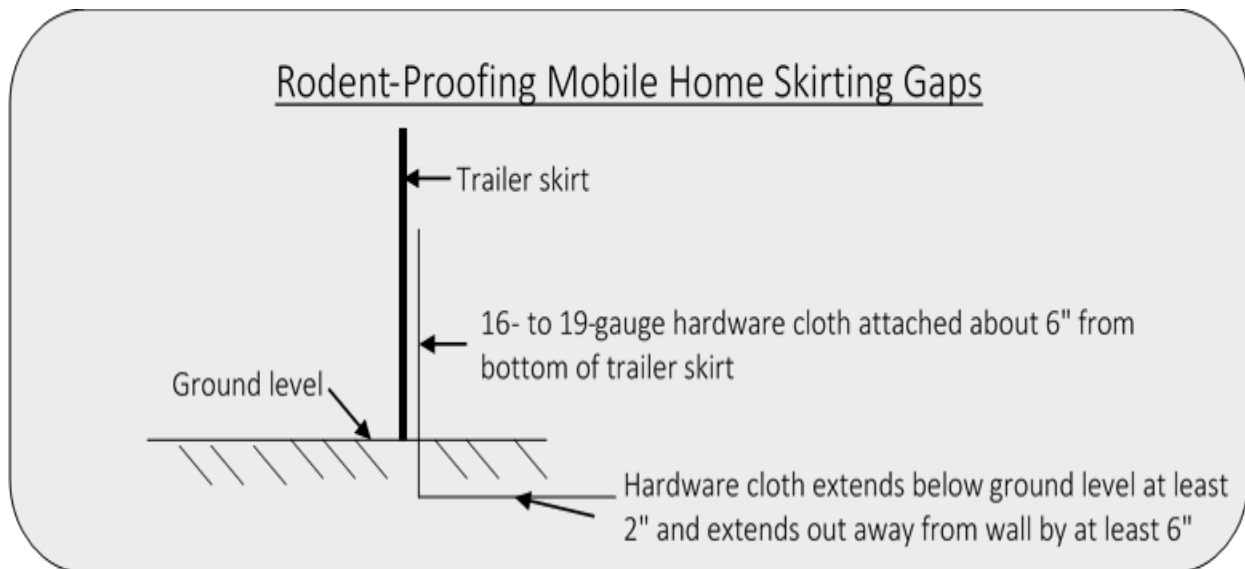 Rodent-Proofing Mobile Home Skirting Gaps
Trailer skirt
16- to 19-gauge hardware cloth attached about 6" from
bottom of trailer skirt
Ground level
Hardware cloth extends below ground level at least
2" and extends out away from wall by at least 6"